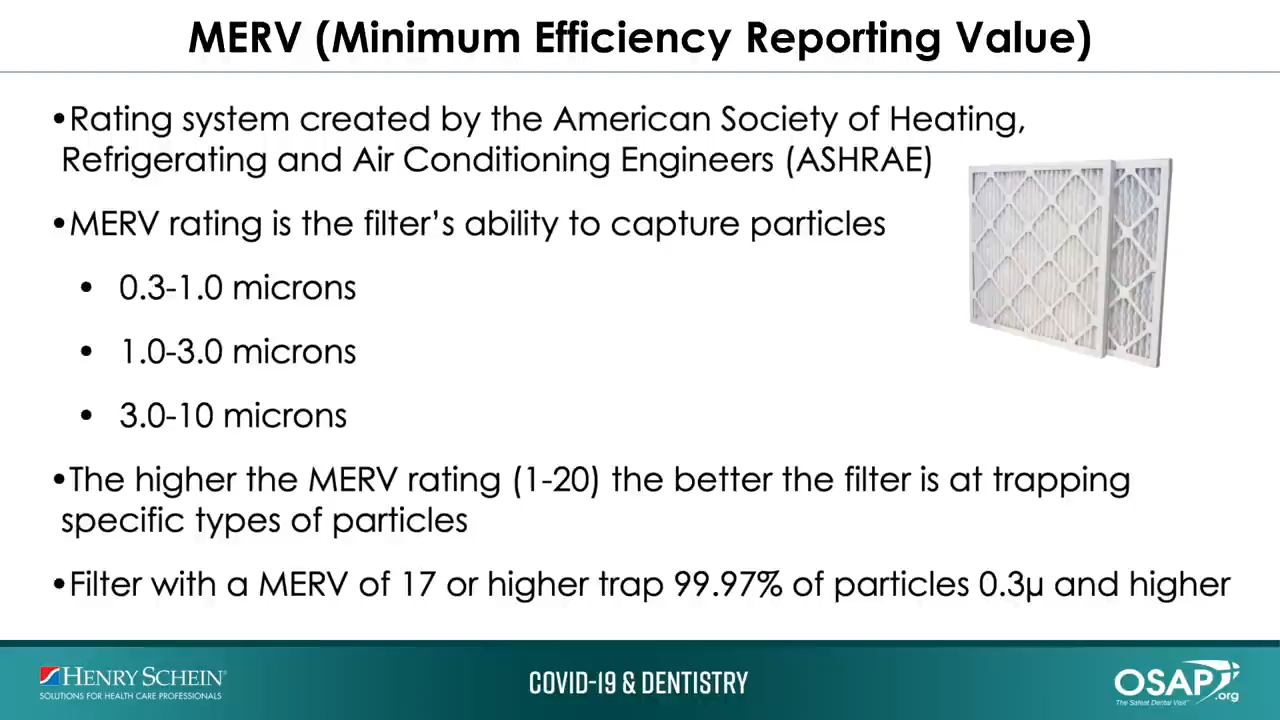 MERV (Minimum Efficiency Reporting Value)
•Rating system created by the American Society of Heating,
Refrigerating and Air Conditioning Engineers (ASHRAE)
•MERV rating is the filter’s ability to capture particles
• 0.3-1.0 microns
• 1.0-3.0 microns
• 3.0-10 microns
•The higher the MERV rating (1-20) the better the filter is at trapping
specific types of particles
•Filter with a MERV of 17 or higher trap 99.97% of particles 0.3µ and higher
HENRY SCHEIN®
SOLUTIONS FOR HEALTH CARE PROFESSIONALS
COVID-19 & DENTISTRY
OSAP.org
The Safest Dental Visit™